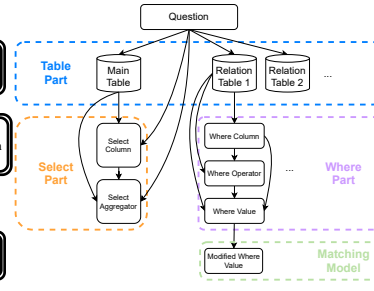 Question
Table
Part
Main
Table
Relation
Table 1
Relation
Table 2
...
Select
Part
Select
Column
Select
Aggregator
Where Column
Where Operator
Where Value
...
Where
Part
Modified Where
Value
Matching
Model